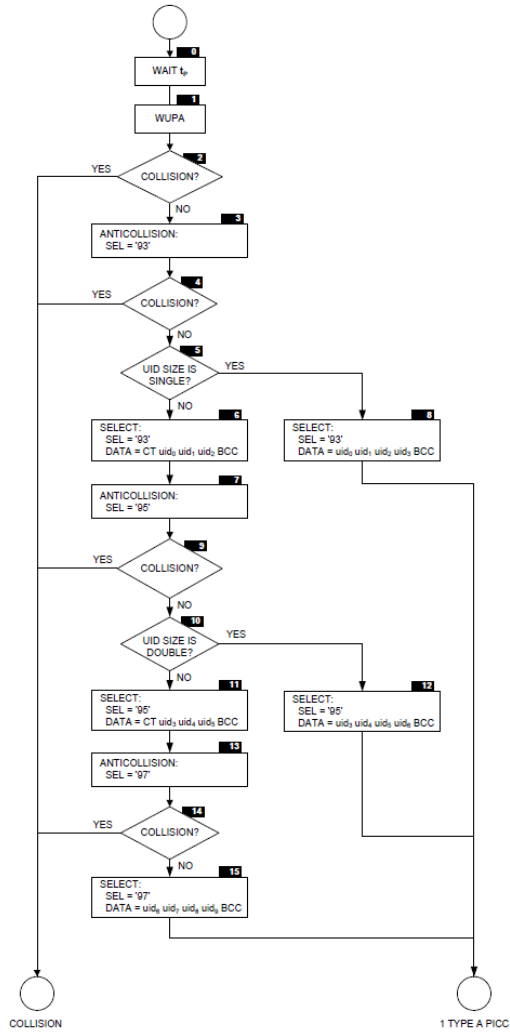 0
WAIT tₚ
1
WUPA
2
YES
COLLISION?
NO
3
ANTICOLLISION:
SEL = '93'
4
YES
COLLISION?
NO
5
UID SIZE IS
SINGLE?
YES
NO
6
SELECT:
SEL = '93'
DATA = CT uid₀ uid₁ uid₂ BCC
8
SELECT:
SEL = '93'
DATA = uid₀ uid₁ uid₂ uid₃ BCC
7
ANTICOLLISION:
SEL = '95'
9
YES
COLLISION?
NO
10
UID SIZE IS
DOUBLE?
YES
NO
11
SELECT:
SEL = '95'
DATA = CT uid₃ uid₄ uid₅ BCC
12
SELECT:
SEL = '95'
DATA = uid₃ uid₄ uid₅ uid₆ BCC
13
ANTICOLLISION:
SEL = '97'
14
YES
COLLISION?
NO
15
SELECT:
SEL = '97'
DATA = uid₆ uid₇ uid₈ uid₉ BCC
COLLISION
1 TYPE A PICC